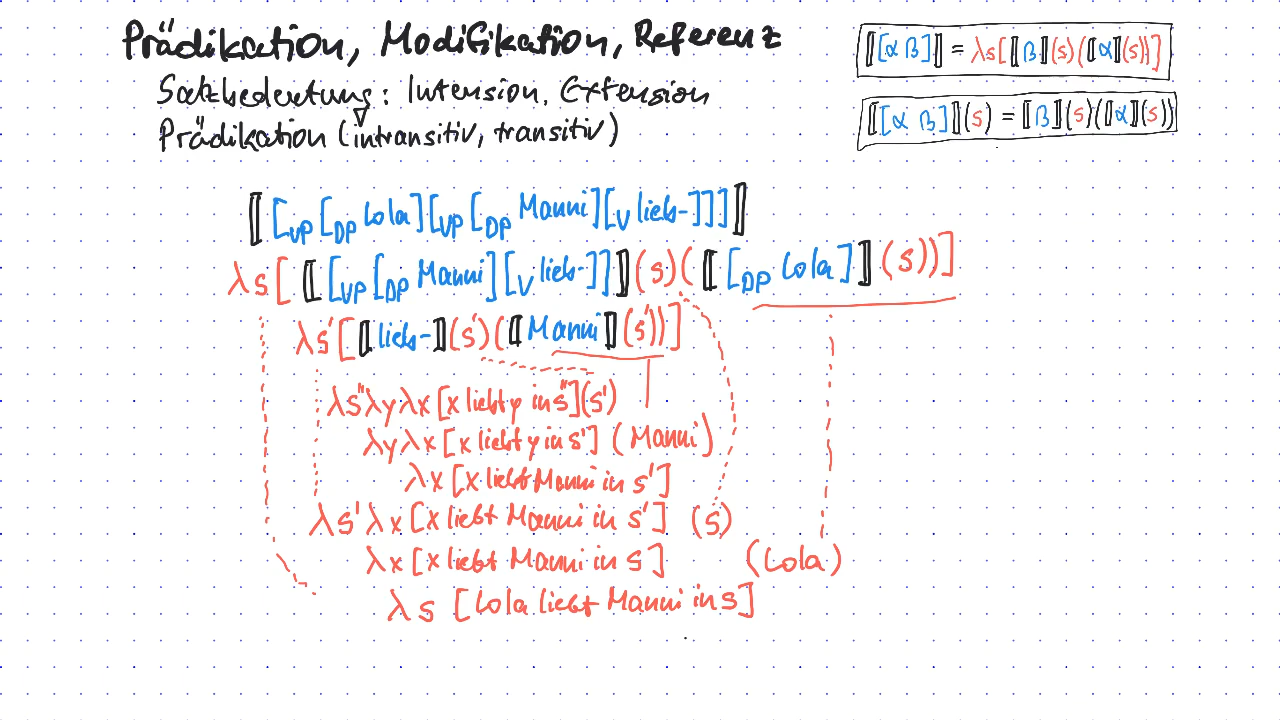 Prädikation, Modifikation, Referenz
Satzbedeutung: Intension, Extension
Prädikation (intransitiv, transitiv)
⟦[α β]⟧ = λs[⟦β⟧(s)(⟦α⟧(s))]
⟦[α β]⟧(s) = ⟦β⟧(s)(⟦α⟧(s))
⟦[VP[DP Lola][VP[DP Manni][V lieb-]]]⟧
λs[⟦[VP[DP Manni][V lieb-]]⟧(s)(⟦[DP Lola]⟧(s))]
λs'[⟦lieb-⟧(s')(⟦Manni⟧(s'))]
λs''λyλx[x liebt y in s''](s')
λyλx[x liebt y in s'](Manni)
λx[x liebt Manni in s']
λs'λx[x liebt Manni in s'] (s)
λx[x liebt Manni in s] (Lola)
λs [Lola liebt Manni in s]